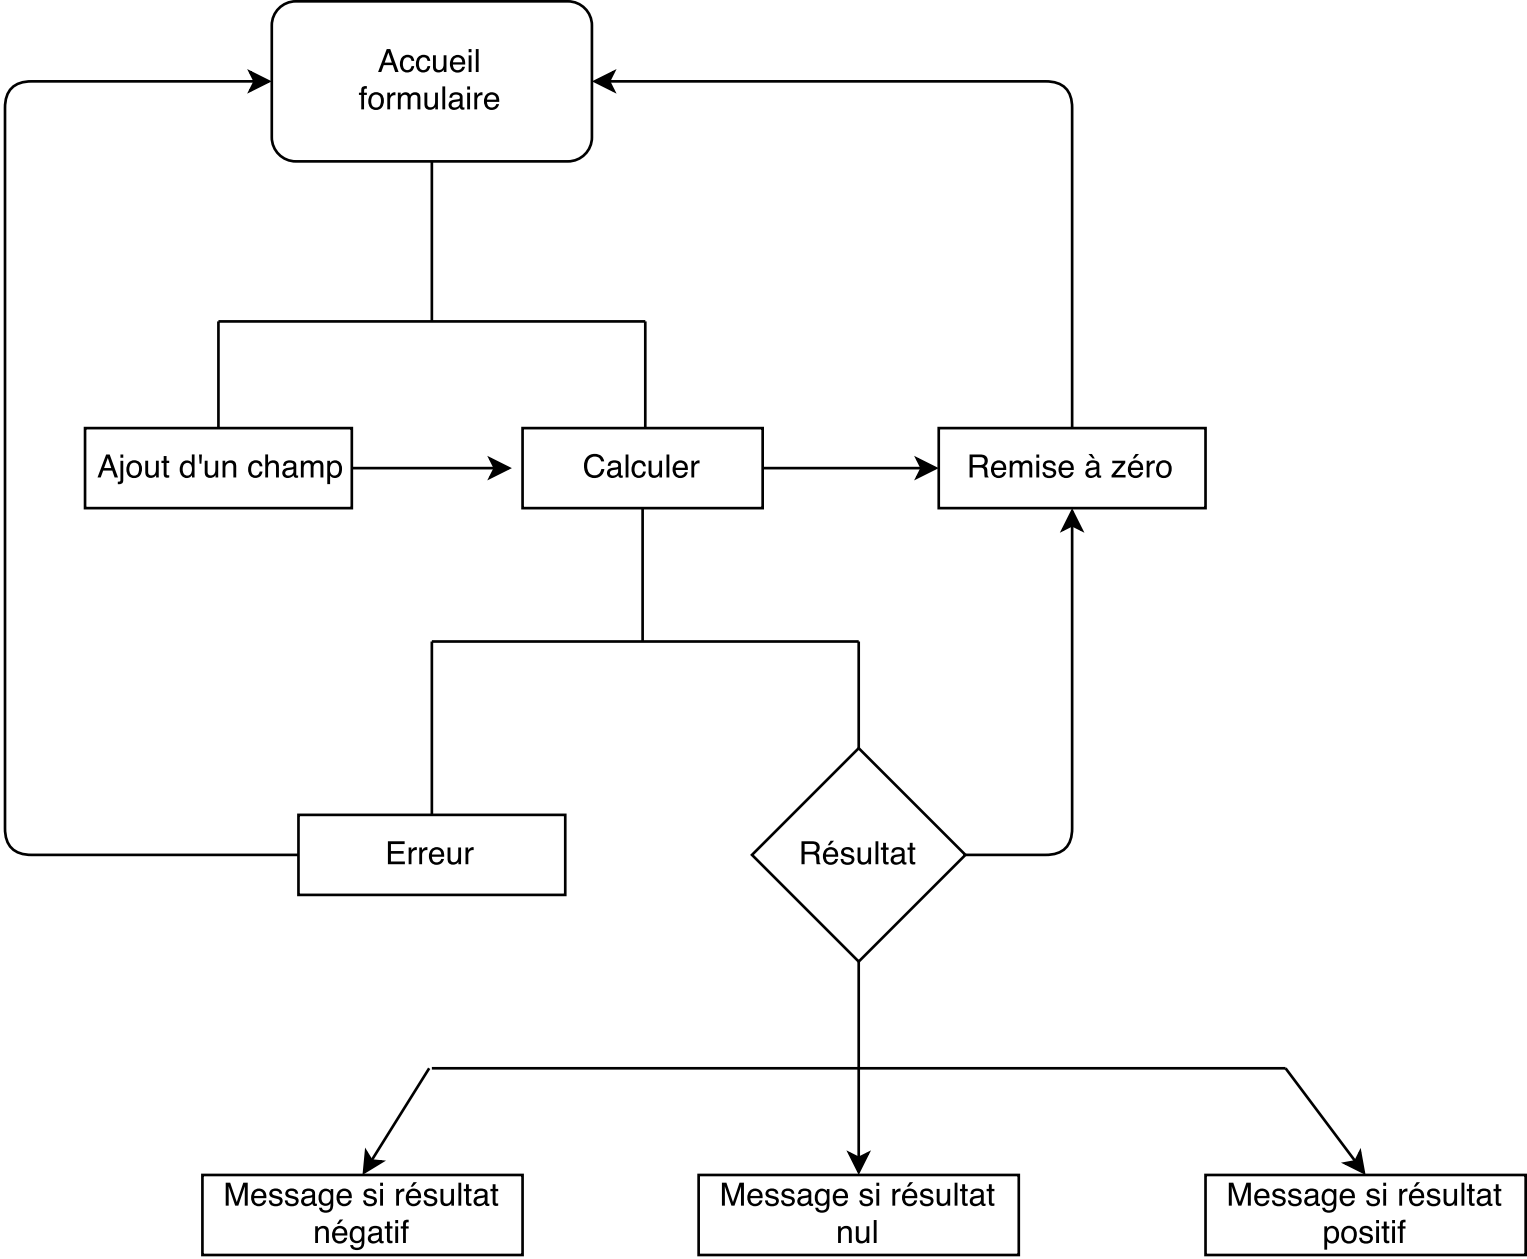 Accueil
formulaire
Ajout d'un champ
Calculer
Remise à zéro
Erreur
Résultat
Message si résultat
négatif
Message si résultat
nul
Message si résultat
positif